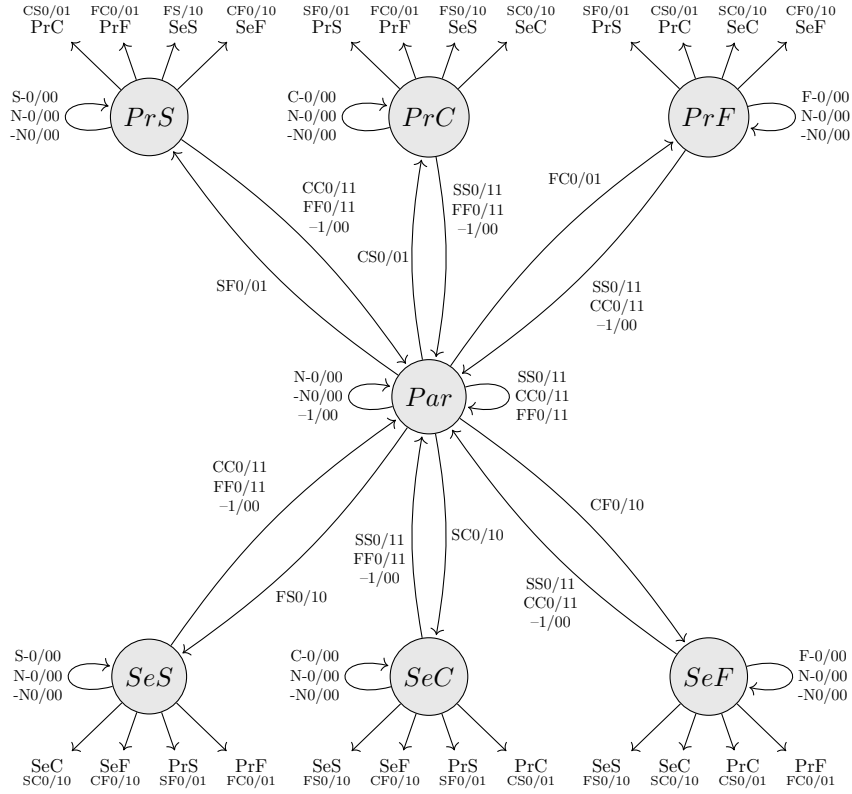 CS0/01 FC0/01 FS/10 CF0/10
PrC PrF SeS SeF
SF0/01 FC0/01 FS0/10 SC0/10
PrS PrF SeS SeC
SF0/01 CS0/01 SC0/10 CF0/10
PrS PrC SeC SeF
S-0/00
N-0/00
-N0/00
PrS
C-0/00
N-0/00
-N0/00
PrC
PrF
F-0/00
N-0/00
-N0/00
CC0/11
FF0/11
–1/00
SF0/01
CS0/01
SS0/11
FF0/11
–1/00
FC0/01
SS0/11
CC0/11
–1/00
N-0/00
-N0/00
–1/00
Par
SS0/11
CC0/11
FF0/11
CC0/11
FF0/11
–1/00
FS0/10
SS0/11
FF0/11
–1/00
SC0/10
CF0/10
SS0/11
CC0/11
–1/00
S-0/00
N-0/00
-N0/00
SeS
C-0/00
N-0/00
-N0/00
SeC
SeF
F-0/00
N-0/00
-N0/00
SeC SeF PrS PrF
SC0/10 CF0/10 SF0/01 FC0/01
SeS SeF PrS PrC
FS0/10 CF0/10 SF0/01 CS0/01
SeS SeC PrC PrF
FS0/10 SC0/10 CS0/01 FC0/01